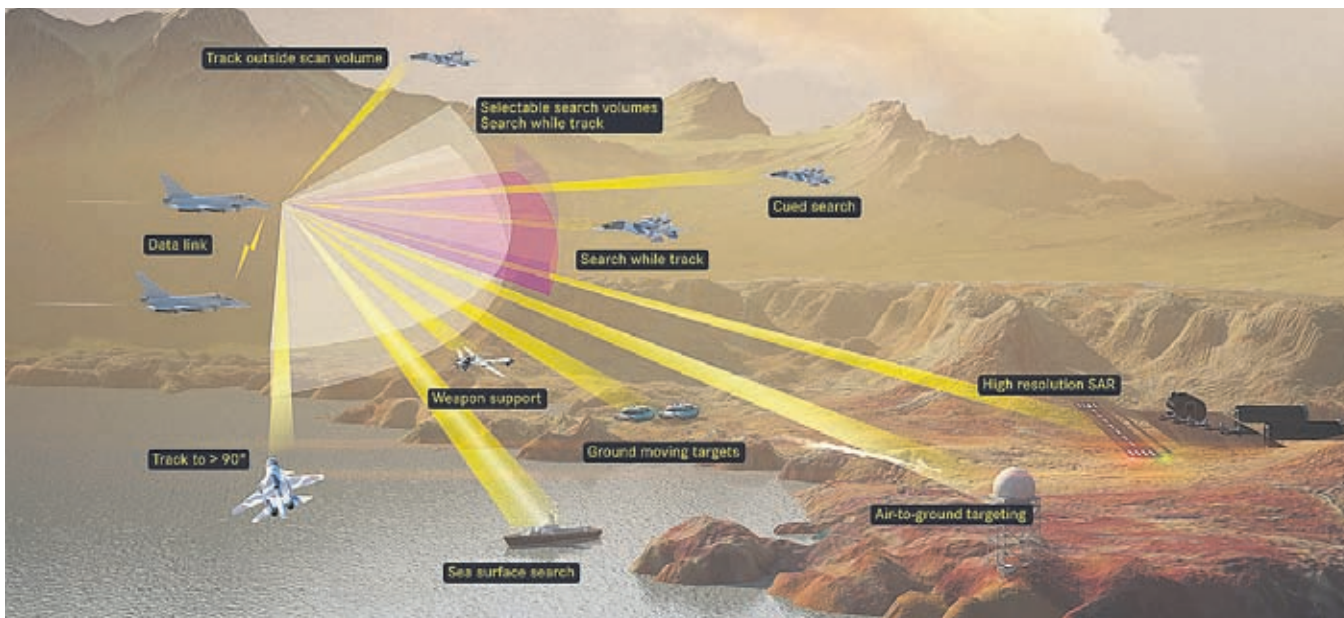 Track outside scan volume
Selectable search volumes
Search while track
Cued search
Data link
Search while track
High resolution SAR
Weapon support
Ground moving targets
Track to > 90°
Air-to-ground targeting
Sea surface search